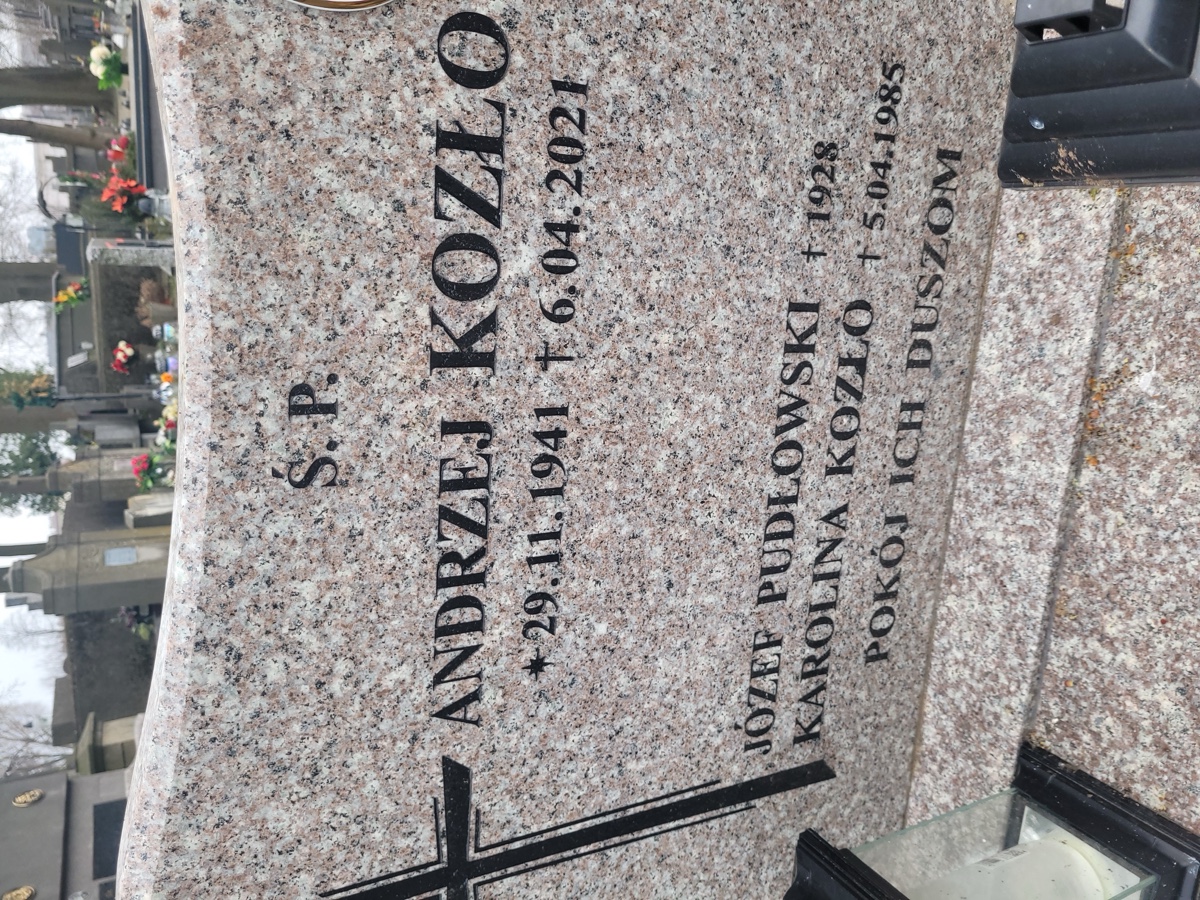 Ś. P.
ANDRZEJ KOZŁO
* 29.11.1941 † 6.04.2021
JÓZEF PUDŁOWSKI † 1928
KAROLINA KOZŁO † 5.04.1985
POKÓJ ICH DUSZOM